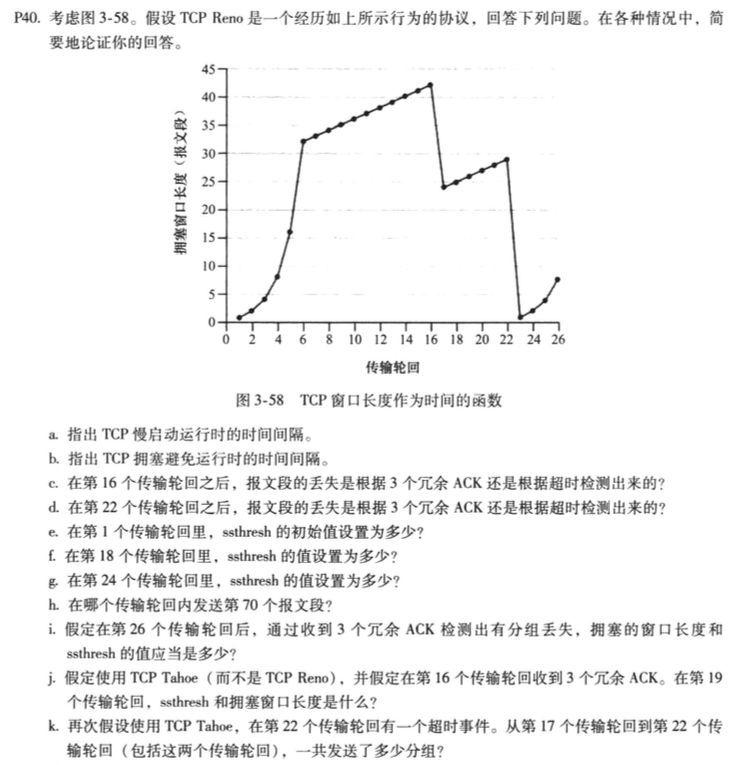 P40. 考虑图 3-58。假设 TCP Reno 是一个经历如上所示行为的协议，回答下列问题。在各种情况中，简
要地论证你的回答。
45
40
35
30
25
20
15
10
5
0
拥塞窗口长度（报文段）
0 2 4 6 8 10 12 14 16 18 20 22 24 26
传输轮回
图 3-58 TCP 窗口长度作为时间的函数
a. 指出 TCP 慢启动运行时的时间间隔。
b. 指出 TCP 拥塞避免运行时的时间间隔。
c. 在第 16 个传输轮回之后，报文段的丢失是根据 3 个冗余 ACK 还是根据超时检测出来的？
d. 在第 22 个传输轮回之后，报文段的丢失是根据 3 个冗余 ACK 还是根据超时检测出来的？
e. 在第 1 个传输轮回里，ssthresh 的初始值设置为多少？
f. 在第 18 个传输轮回里，ssthresh 的值设置为多少？
g. 在第 24 个传输轮回里，ssthresh 的值设置为多少？
h. 在哪个传输轮回内发送第 70 个报文段？
i. 假定在第 26 个传输轮回后，通过收到 3 个冗余 ACK 检测出有分组丢失，拥塞的窗口长度和
ssthresh 的值应当是多少？
j. 假定使用 TCP Tahoe（而不是 TCP Reno），并假定在第 16 个传输轮回收到 3 个冗余 ACK。在第 19
个传输轮回，ssthresh 和拥塞窗口长度是什么？
k. 再次假设使用 TCP Tahoe，在第 22 个传输轮回有一个超时事件。从第 17 个传输轮回到第 22 个传
输轮回（包括这两个传输轮回），一共发送了多少分组？